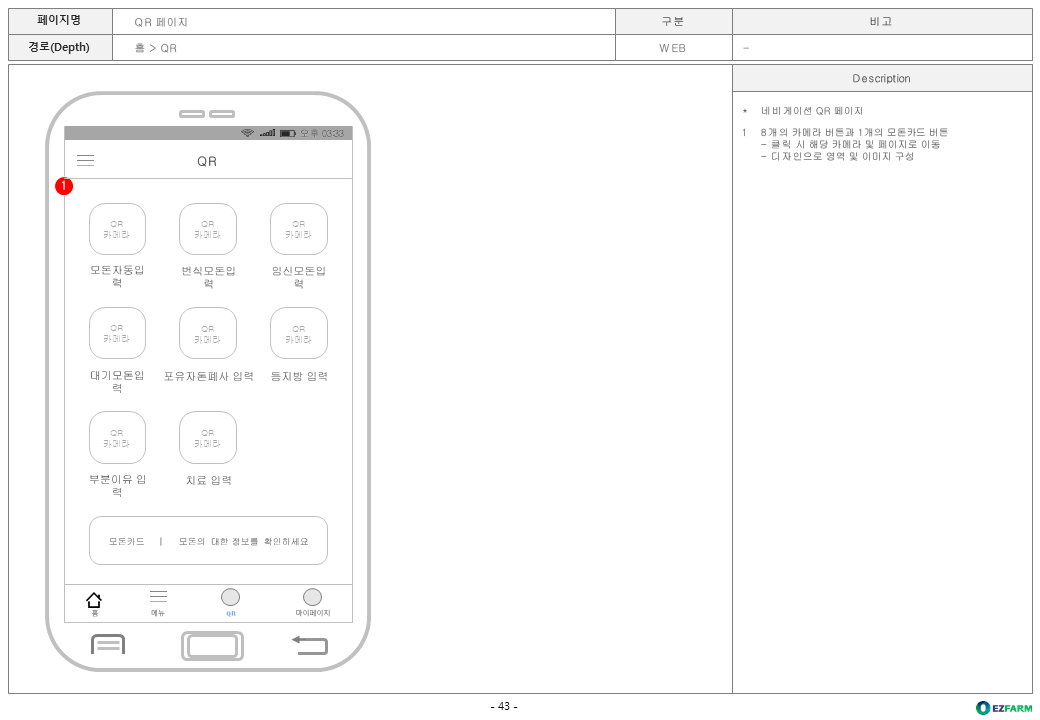 페이지명 QR 페이지 구분 비고
경로(Depth) 홈 > QR WEB -
Description
* 네비게이션 QR 페이지
1 8개의 카메라 버튼과 1개의 모돈카드 버튼
- 클릭 시 해당 카메라 및 페이지로 이동
- 디자인으로 영역 및 이미지 구성
오후 03:33
QR
1
QR
카메라
QR
카메라
QR
카메라
모돈자동입
력
번식모돈입
력
임신모돈입
력
QR
카메라
QR
카메라
QR
카메라
대기모돈입
력
포유자돈폐사 입력
등지방 입력
QR
카메라
QR
카메라
부분이유 입
력
치료 입력
모돈카드 | 모돈의 대한 정보를 확인하세요
홈 메뉴 QR 마이페이지
- 43 -
EZFARM